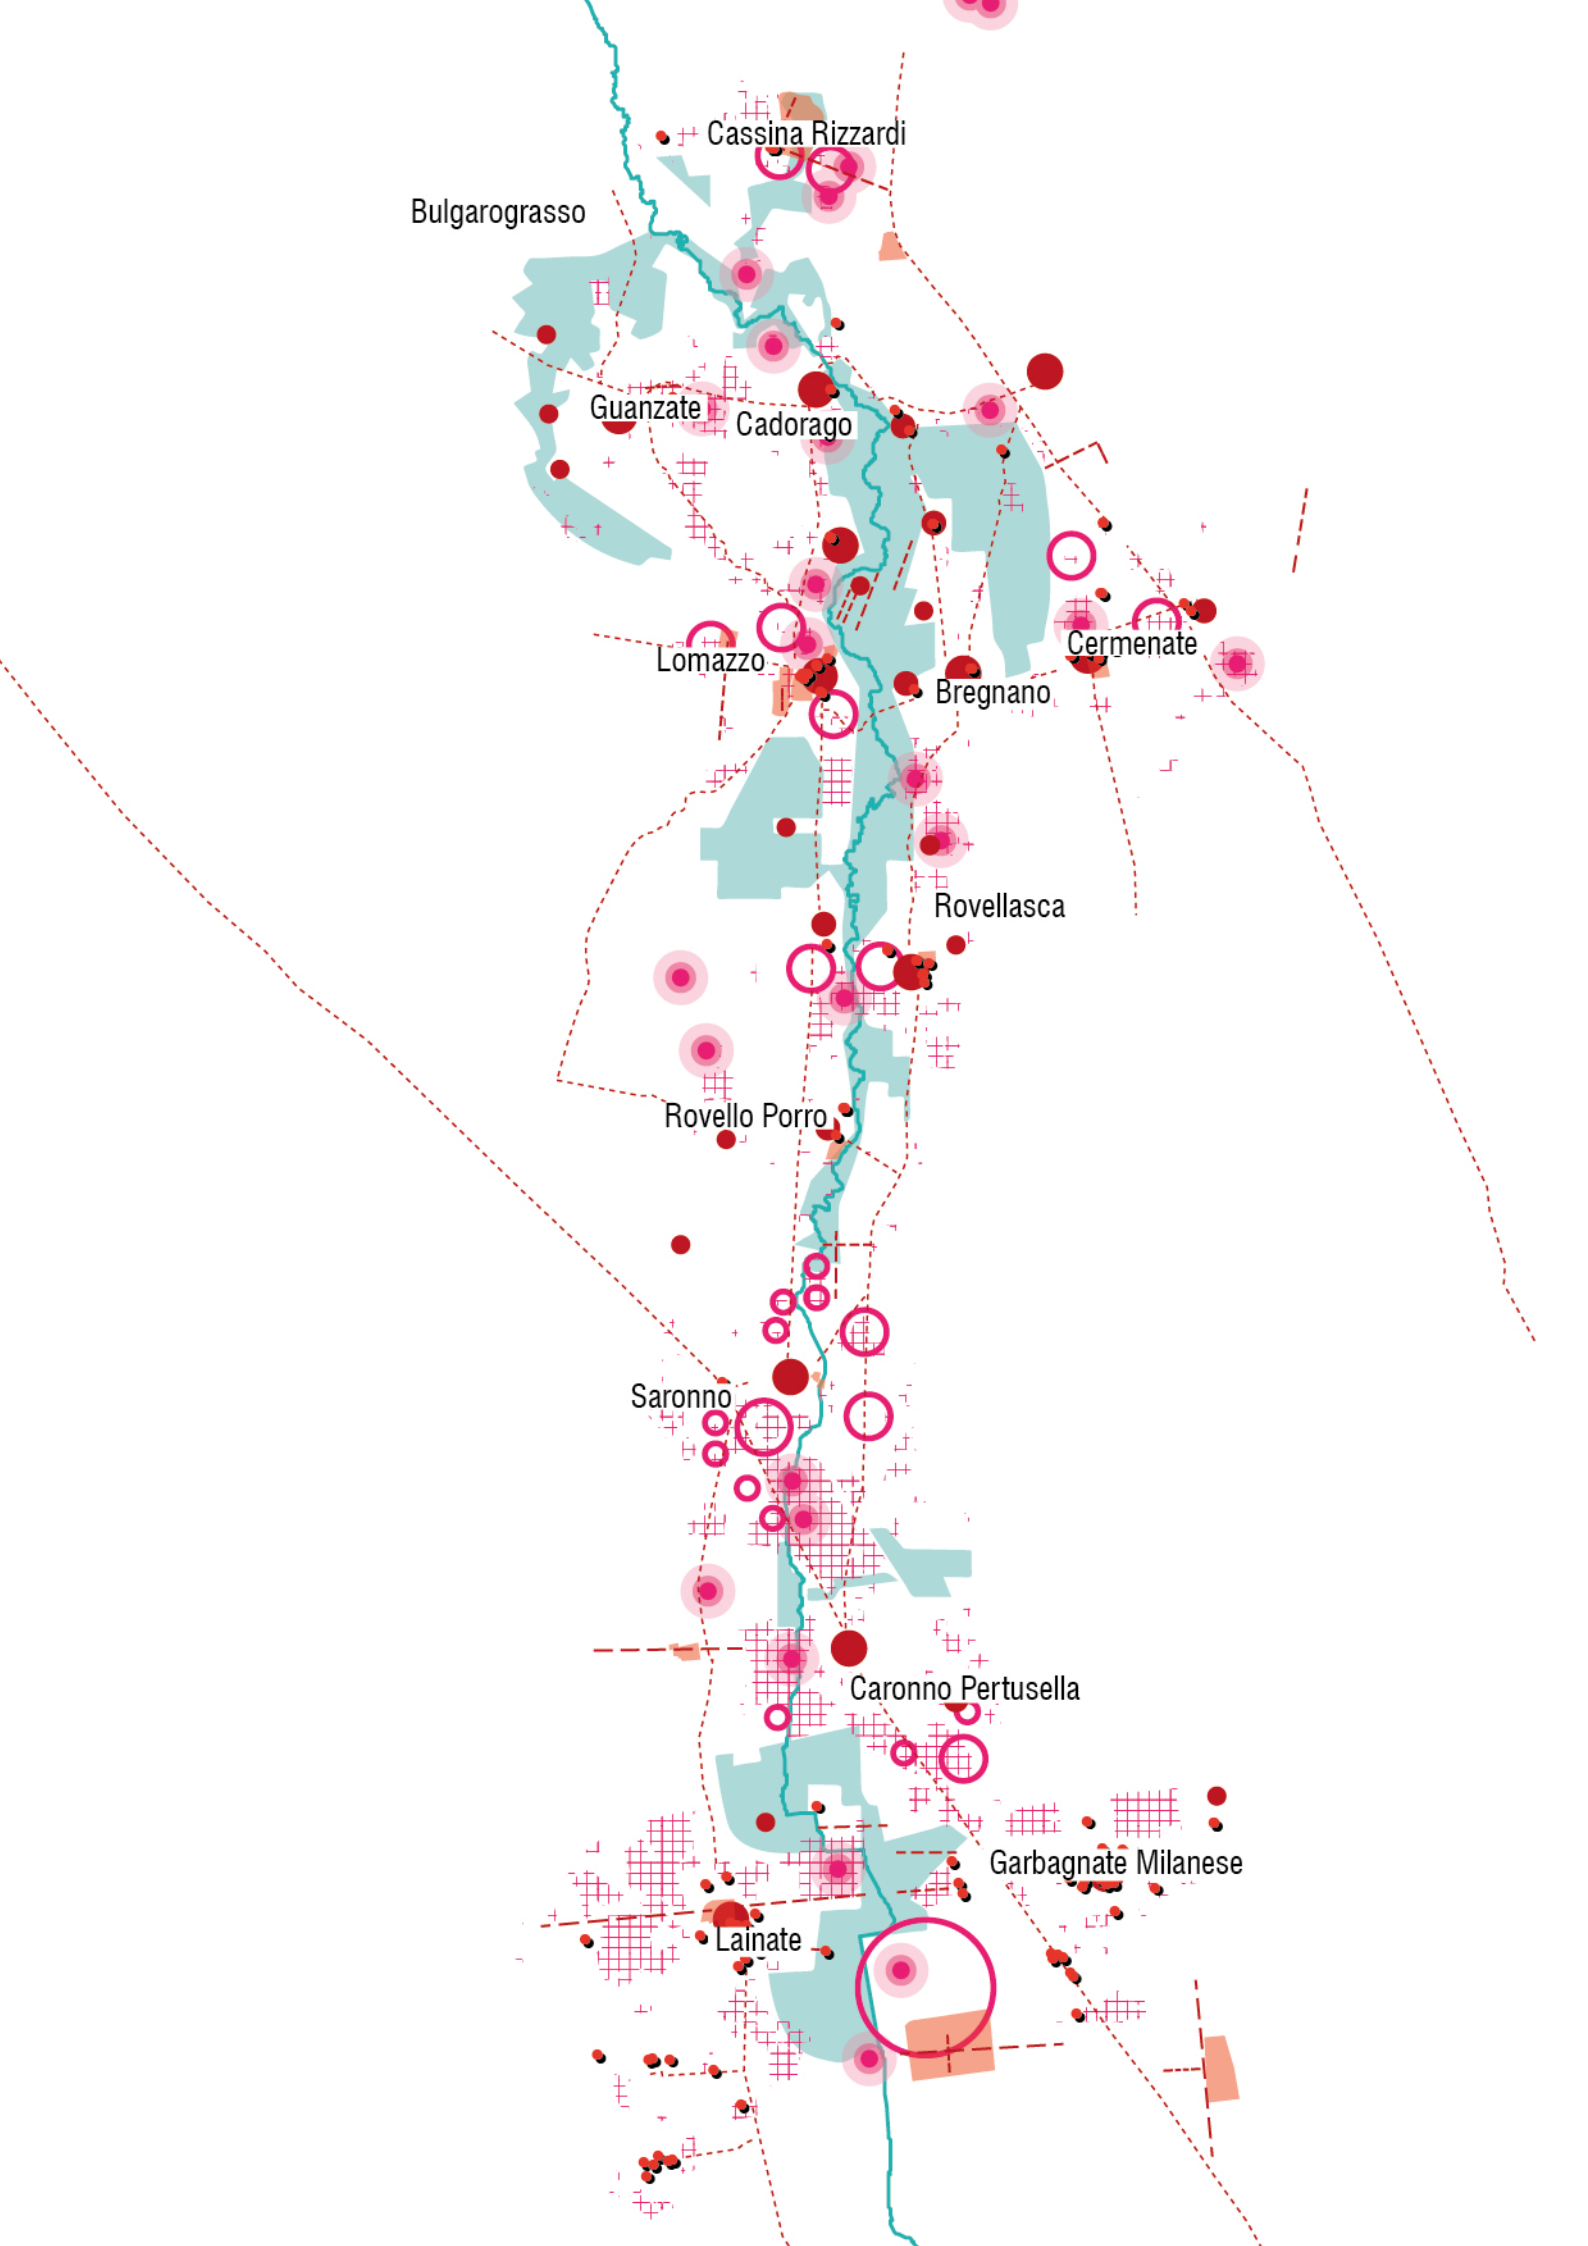 Cassina Rizzardi
Bulgarograsso
Guanzate
Cadorago
Cermenate
Lomazzo
Bregnano
Rovellasca
Rovello Porro
Saronno
Caronno Pertusella
Garbagnate Milanese
Lainate